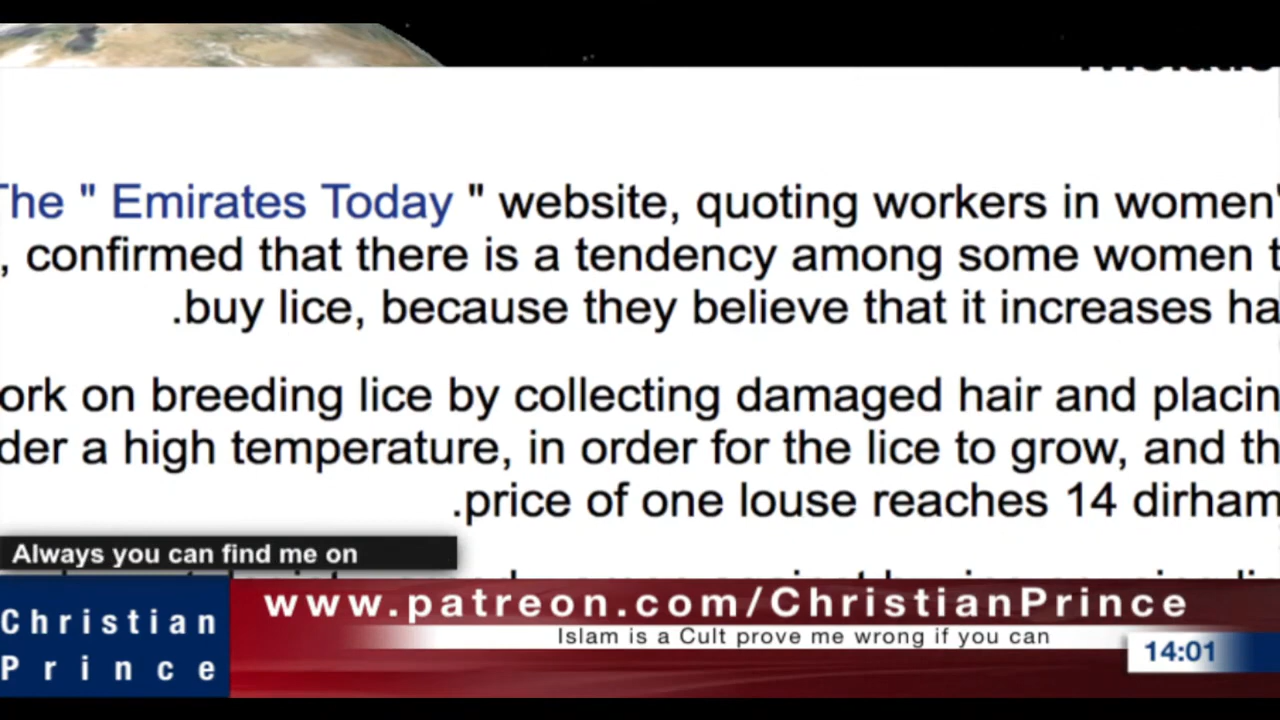 The " Emirates Today " website, quoting workers in women'
, confirmed that there is a tendency among some women t
.buy lice, because they believe that it increases ha
ork on breeding lice by collecting damaged hair and placin
der a high temperature, in order for the lice to grow, and th
.price of one louse reaches 14 dirham
Always you can find me on
Christian
Prince
www.patreon.com/ChristianPrince
Islam is a Cult prove me wrong if you can
14:01